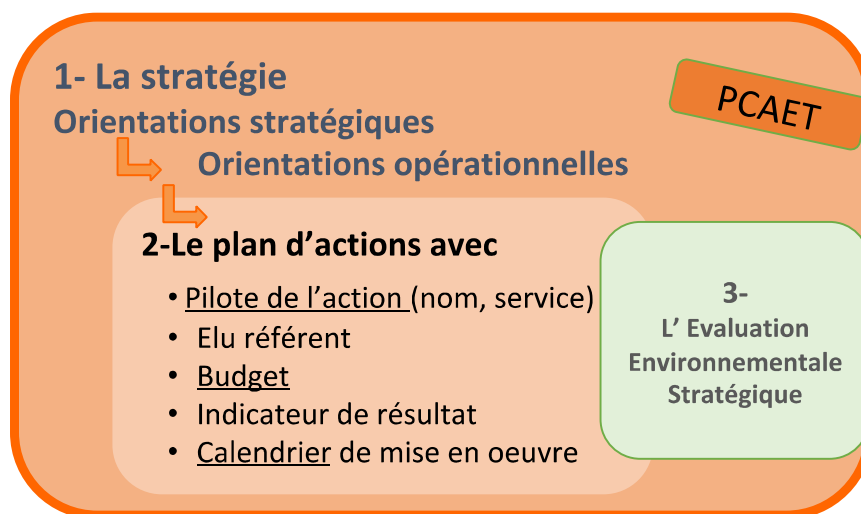 1- La stratégie
PCAET
Orientations stratégiques
Orientations opérationnelles
2-Le plan d’actions avec
• Pilote de l’action (nom, service)
• Elu référent
• Budget
• Indicateur de résultat
• Calendrier de mise en oeuvre
3-
L’ Evaluation
Environnementale
Stratégique